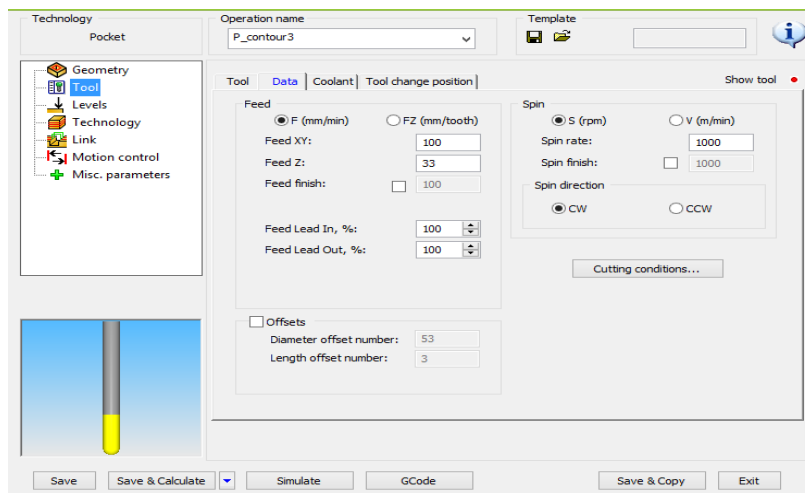 Technology
Pocket
Operation name
P_contour3
Template
Geometry
Tool
Levels
Technology
Link
Motion control
Misc. parameters
Tool Data Coolant Tool change position Show tool
Feed
F (mm/min) FZ (mm/tooth)
Feed XY: 100
Feed Z: 33
Feed finish: 100
Feed Lead In, %: 100
Feed Lead Out, %: 100
Spin
S (rpm) V (m/min)
Spin rate: 1000
Spin finish: 1000
Spin direction
CW CCW
Cutting conditions...
Offsets
Diameter offset number: 53
Length offset number: 3
Save Save & Calculate Simulate GCode Save & Copy Exit